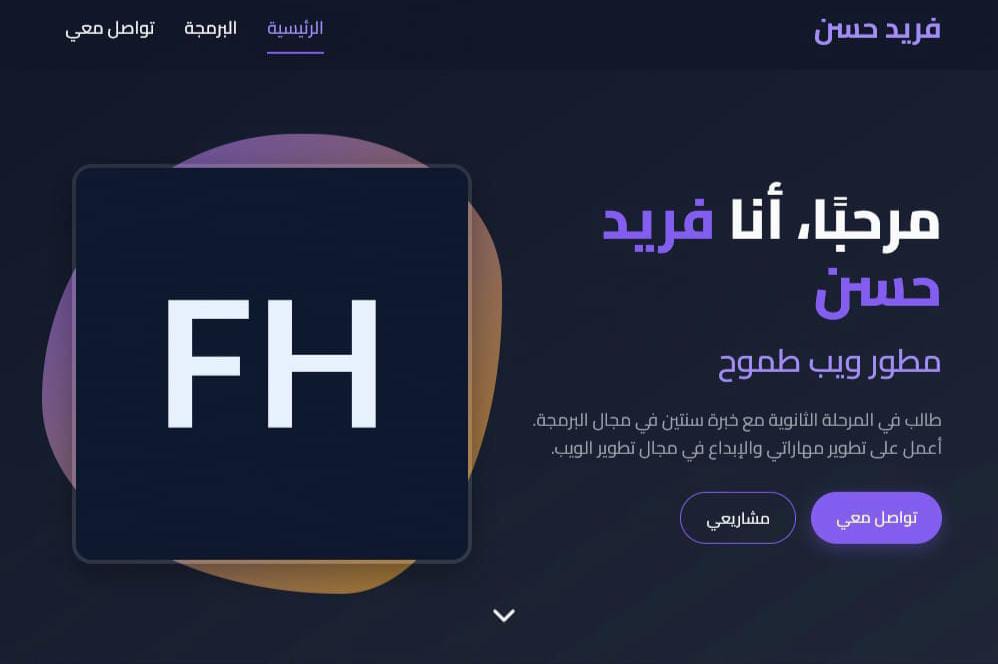 فريد حسن
الرئيسية
البرمجة
تواصل معي
مرحبًا، أنا فريد
حسن
مطور ويب طموح
طالب في المرحلة الثانوية مع خبرة سنتين في مجال البرمجة.
أعمل على تطوير مهاراتي والإبداع في مجال تطوير الويب.
تواصل معي
مشاريعي
FH